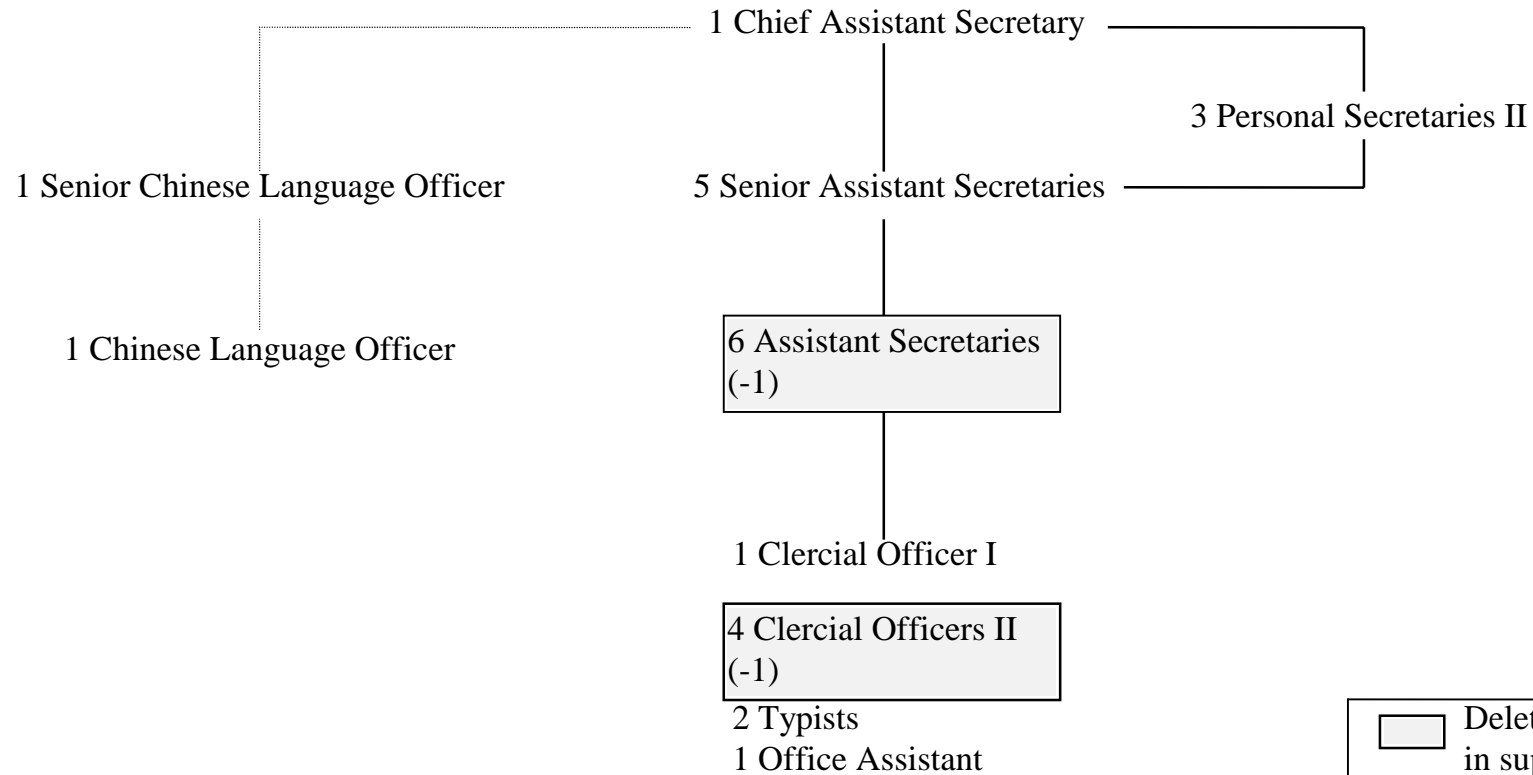 1 Chief Assistant Secretary
3 Personal Secretaries II
1 Senior Chinese Language Officer
5 Senior Assistant Secretaries
1 Chinese Language Officer
6 Assistant Secretaries
(-1)
1 Clercial Officer I
4 Clercial Officers II
(-1)
2 Typists
1 Office Assistant
in